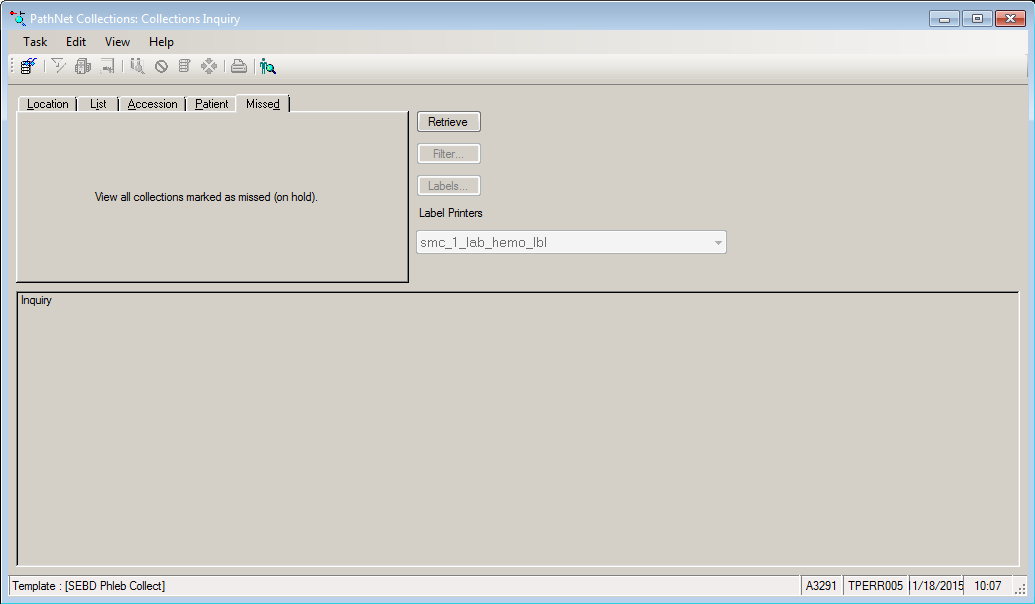 PathNet Collections: Collections Inquiry
Task Edit View Help
Location List Accession Patient Missed
Retrieve
Filter...
View all collections marked as missed (on hold).
Labels...
Label Printers
smc_1_lab_hemo_lbl
Inquiry
Template : [SEBD Phleb Collect] A3291 TPERR005 1/18/2015 10:07